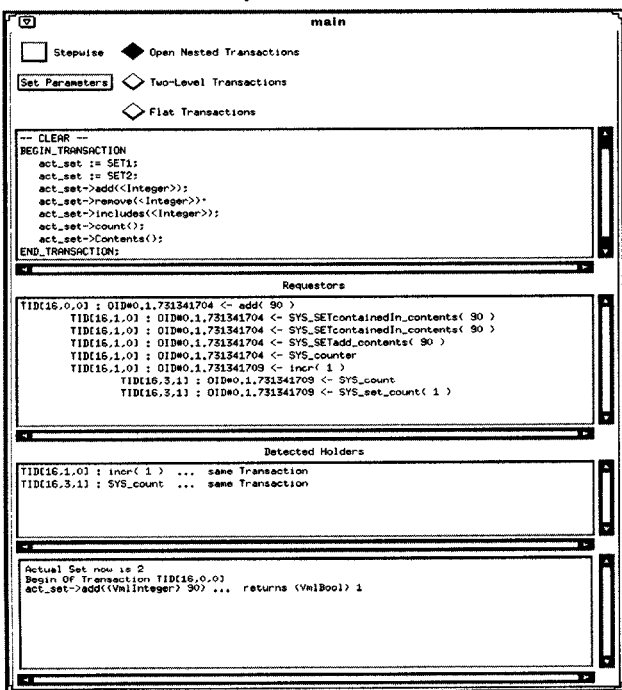 main
Stepwise Open Nested Transactions
Set Parameters Two-Level Transactions
Flat Transactions
-- CLEAR --
BEGIN_TRANSACTION
act_set := SET1;
act_set := SET2;
act_set->add(<Integer>);
act_set->remove(<Integer>)·
act_set->includes(<Integer>);
act_set->count();
act_set->Contents();
END_TRANSACTION;
Requestors
TID[16,0,0] : OID#0.1.731341704 <- add( 90 )
TID[16,1,0] : OID#0.1.731341704 <- SYS_SETcontainedIn_contents( 90 )
TID[16,1,0] : OID#0.1.731341704 <- SYS_SETcontainedIn_contents( 90 )
TID[16,1,0] : OID#0.1.731341704 <- SYS_SETadd_contents( 90 )
TID[16,1,0] : OID#0.1.731341704 <- SYS_counter
TID[16,1,0] : OID#0.1.731341709 <- incr( 1 )
TID[16,3,1] : OID#0.1.731341709 <- SYS_count
TID[16,3,1] : OID#0.1.731341709 <- SYS_set_count( 1 )
Detected Holders
TID[16,1,0] : incr( 1 ) ... same Transaction
TID[16,3,1] : SYS_count ... same Transaction
Actual Set now is 2
Begin Of Transaction TID[16,0,0]
act_set->add((VmlInteger) 90) ... returns (VmlBool) 1